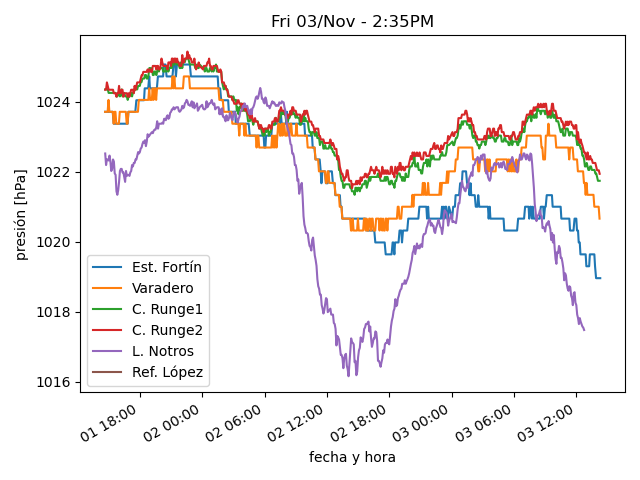 Fri 03/Nov - 2:35PM
presión [hPa]
1024
1022
1020
1018
1016
Est. Fortín
Varadero
C. Runge1
C. Runge2
L. Notros
Ref. López
01 18:00
02 00:00
02 06:00
02 12:00
02 18:00
03 00:00
03 06:00
03 12:00
fecha y hora